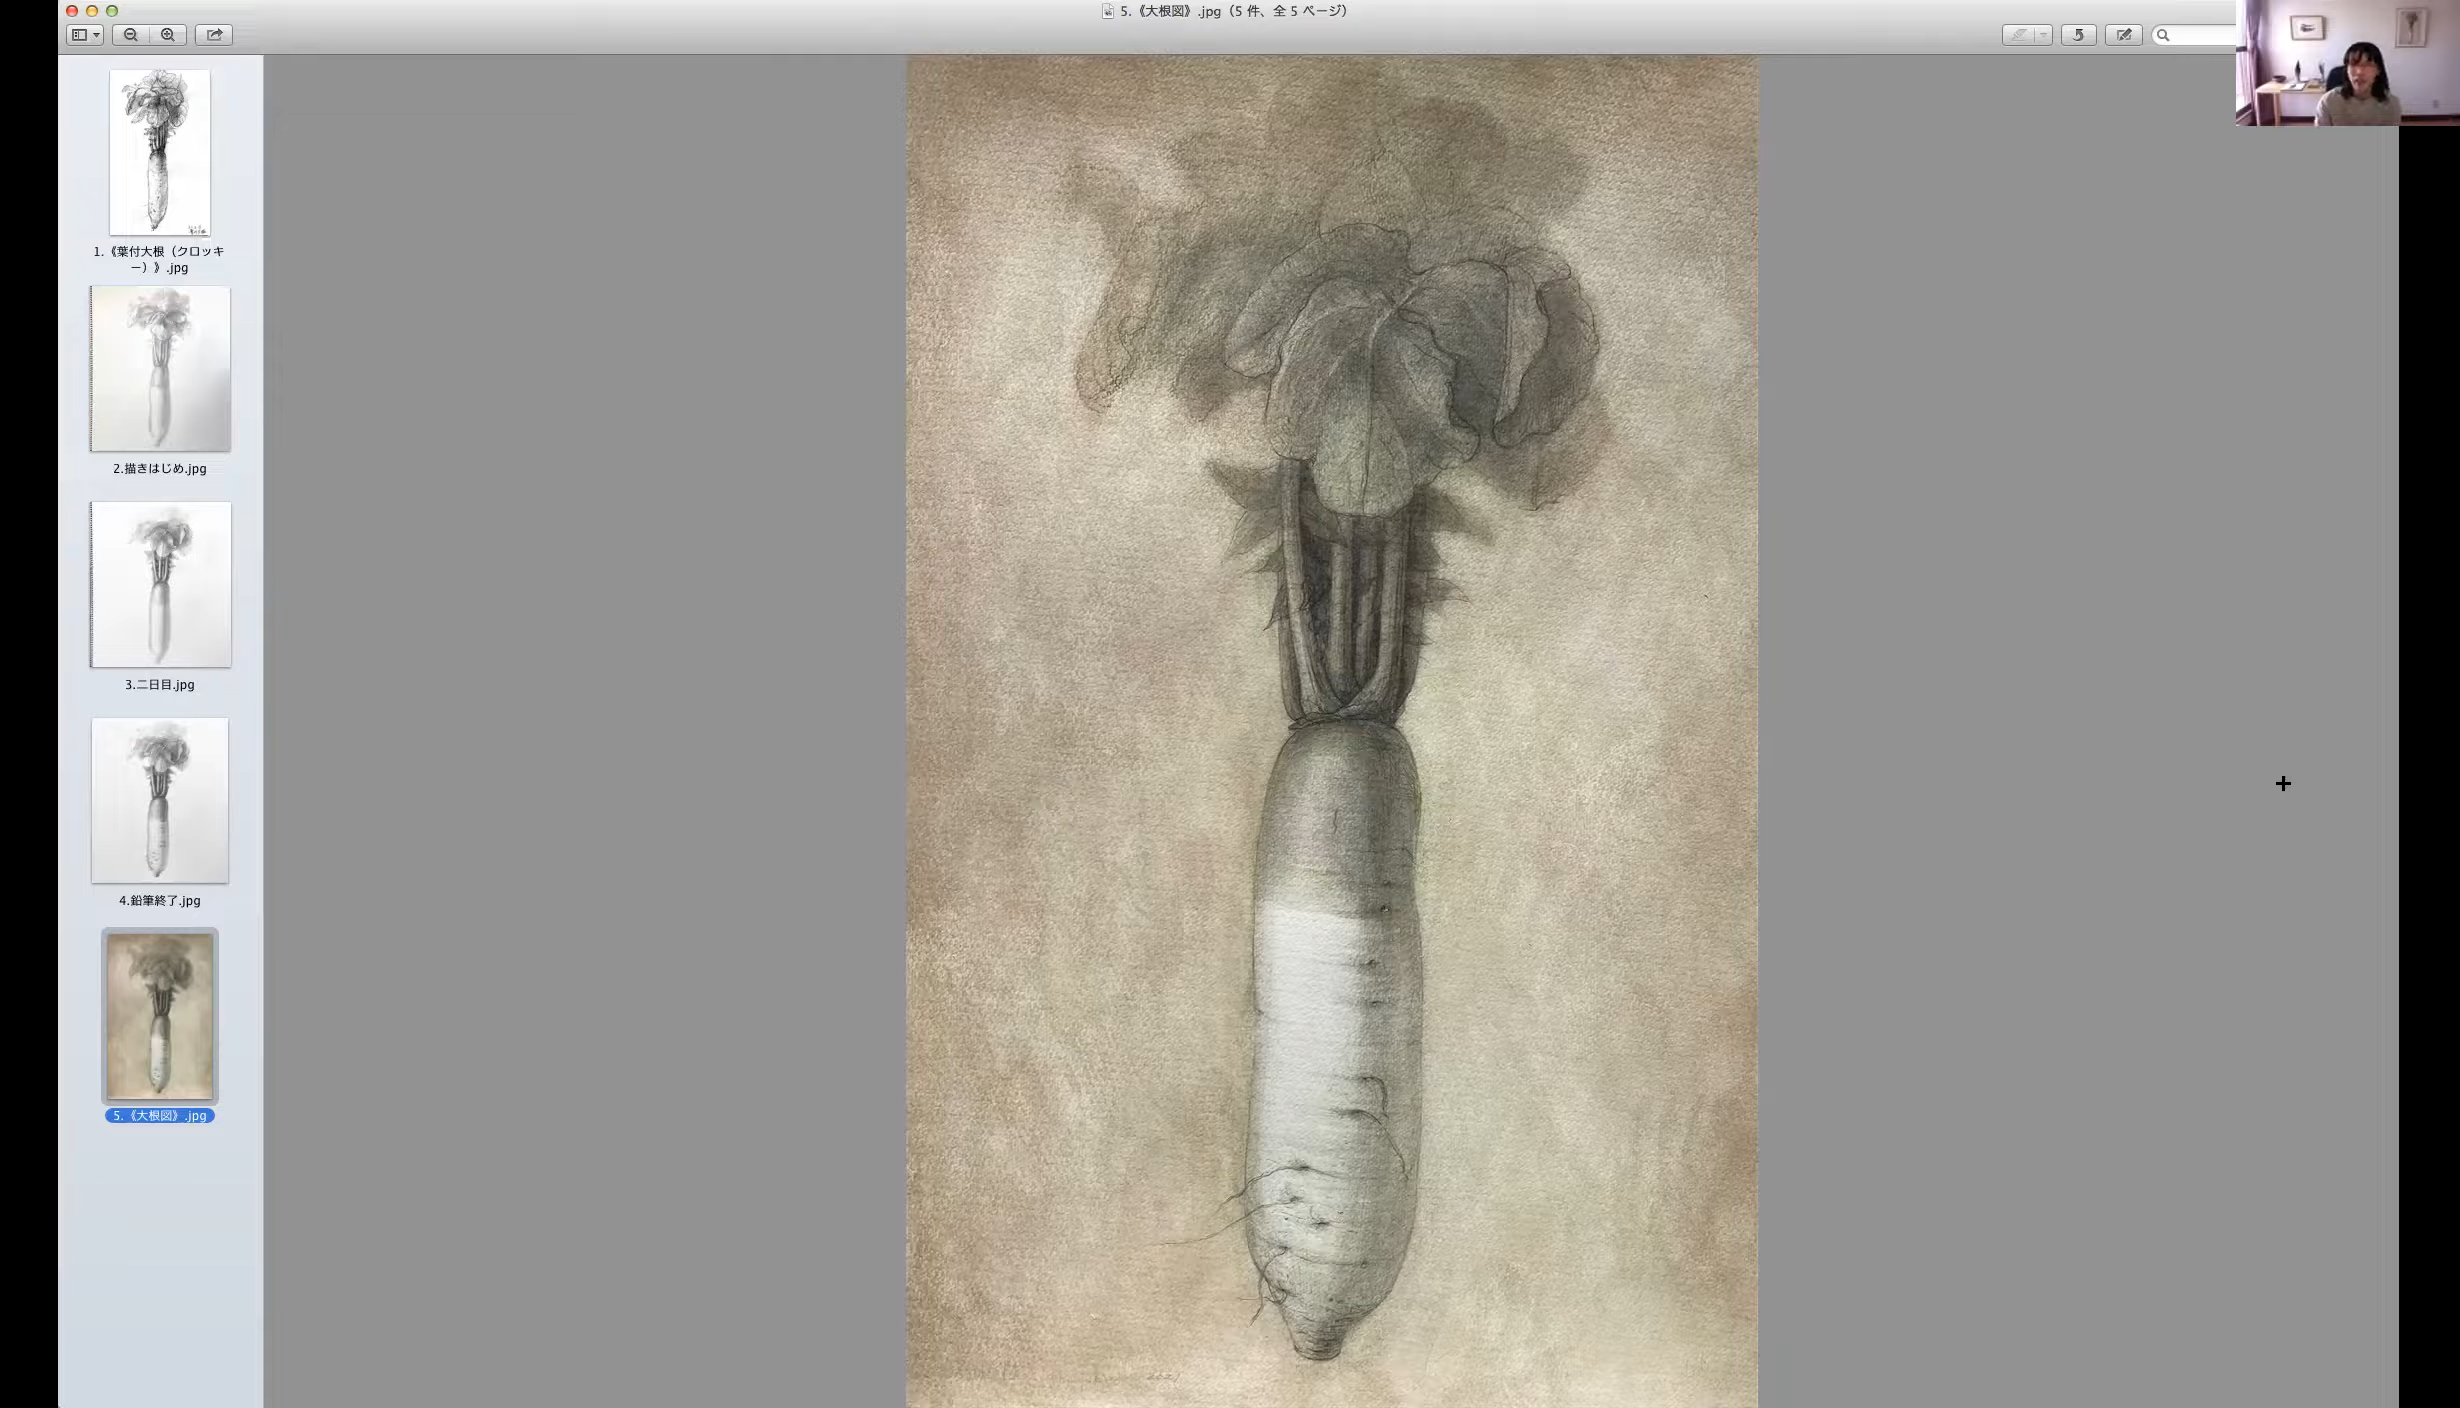 5.《大根図》.jpg（5 件、全 5 ページ）
1.《葉付大根（クロッキ
ー）》.jpg
2.描きはじめ.jpg
3.二日目.jpg
4.鉛筆終了.jpg
5.《大根図》.jpg